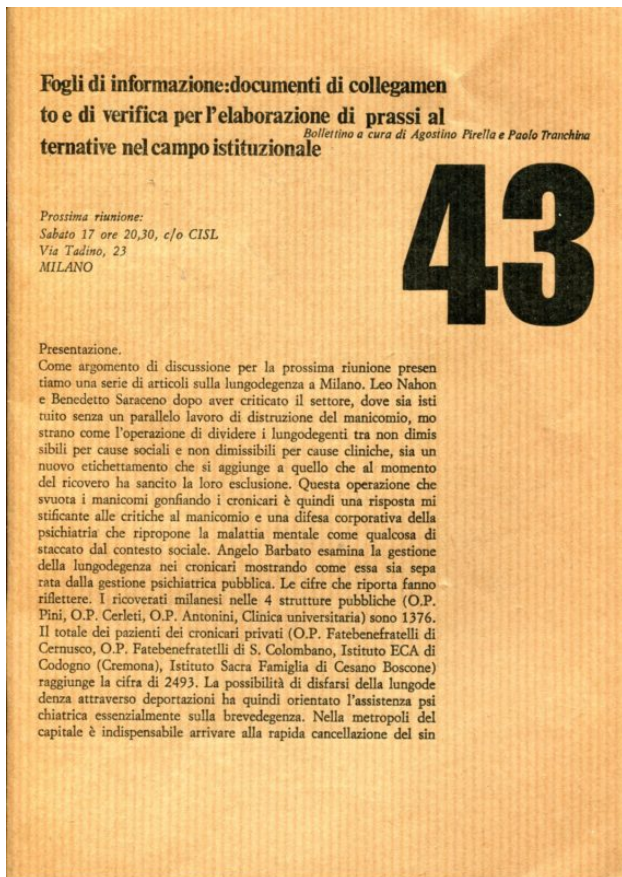 Fogli di informazione:documenti di collegamen
to e di verifica per l'elaborazione di prassi al
Bollettino a cura di Agostino Pirella e Paolo Tranchina
ternative nel campo istituzionale
43
Prossima riunione:
Sabato 17 ore 20,30, c/o CISL
Via Tadino, 23
MILANO
Presentazione.
Come argomento di discussione per la prossima riunione presen
tiamo una serie di articoli sulla lungodegenza a Milano. Leo Nahon
e Benedetto Saraceno dopo aver criticato il settore, dove sia isti
tuito senza un parallelo lavoro di distruzione del manicomio, mo
strano come l'operazione di dividere i lungodegenti tra non dimis
sibili per cause sociali e non dimissibili per cause cliniche, sia un
nuovo etichettamento che si aggiunge a quello che al momento
del ricovero ha sancito la loro esclusione. Questa operazione che
svuota i manicomi gonfiando i cronicari è quindi una risposta mi
stificante alle critiche al manicomio e una difesa corporativa della
psichiatria che ripropone la malattia mentale come qualcosa di
staccato dal contesto sociale. Angelo Barbato esamina la gestione
della lungodegenza nei cronicari mostrando come essa sia sepa
rata dalla gestione psichiatrica pubblica. Le cifre che riporta fanno
riflettere. I ricoverati milanesi nelle 4 strutture pubbliche (O.P.
Pini, O.P. Cerleti, O.P. Antonini, Clinica universitaria) sono 1376.
Il totale dei pazienti dei cronicari privati (O.P. Fatebenefratelli di
Cernusco, O.P. Fatebenefratetlli di S. Colombano, Istituto ECA di
Codogno (Cremona), Istituto Sacra Famiglia di Cesano Boscone)
raggiunge la cifra di 2493. La possibilità di disfarsi della lungode
denza attraverso deportazioni ha quindi orientato l'assistenza psi
chiatrica essenzialmente sulla brevedegenza. Nella metropoli del
capitale è indispensabile arrivare alla rapida cancellazione del sin